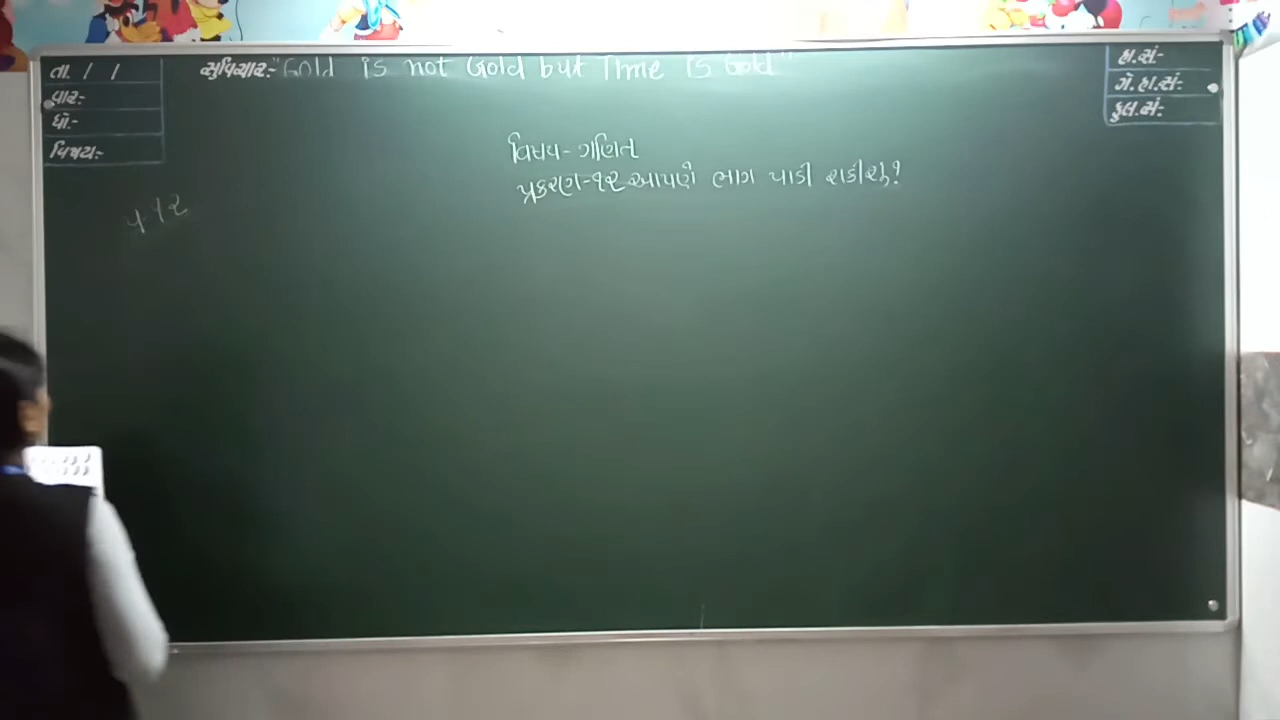 તા. / /
વાર:-
ધો.-
વિષય:-
સુવિચાર:- "Gold is not Gold but Time is Gold"
હા.સં-
ગે.હા.સં:-
કુલ.સં:-
વિષય- ગણિત
પ્રકરણ-૧૨ આપણે ભાગ પાડી શકીશું?